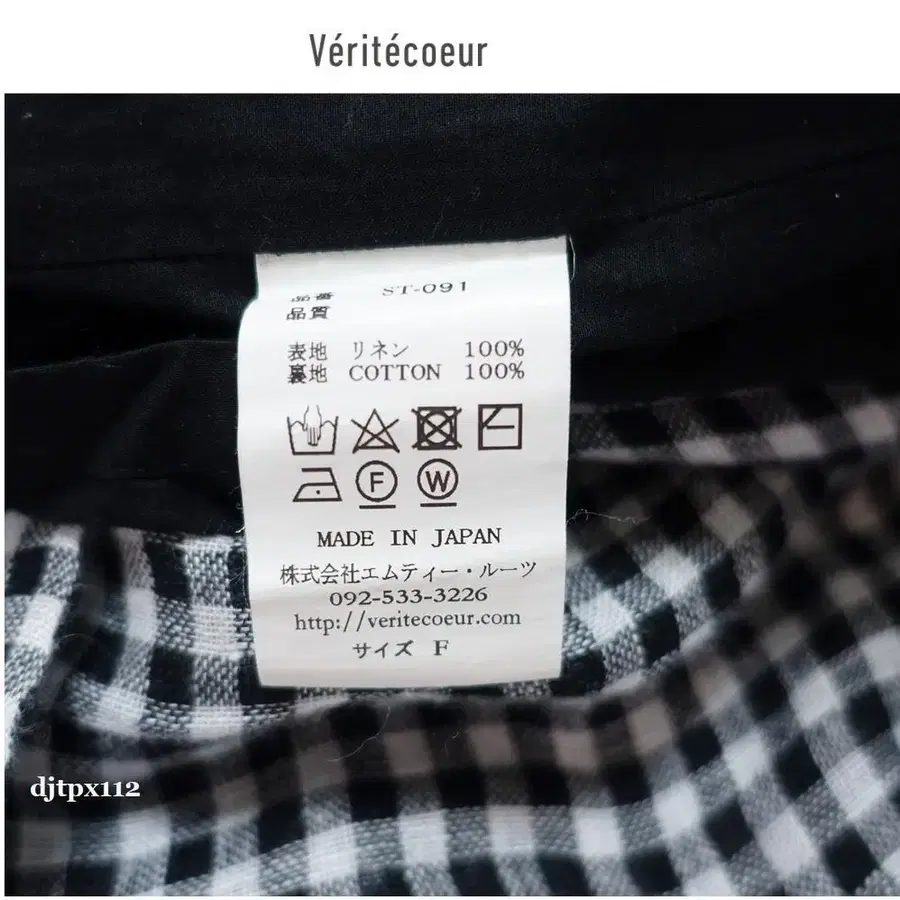 Véritécoeur
品番 ST-091
品質
表地 リネン 100%
裏地 COTTON 100%
F W
MADE IN JAPAN
株式会社エムティー・ルーツ
092-533-3226
http://veritecoeur.com
サイズ F
djtpx112